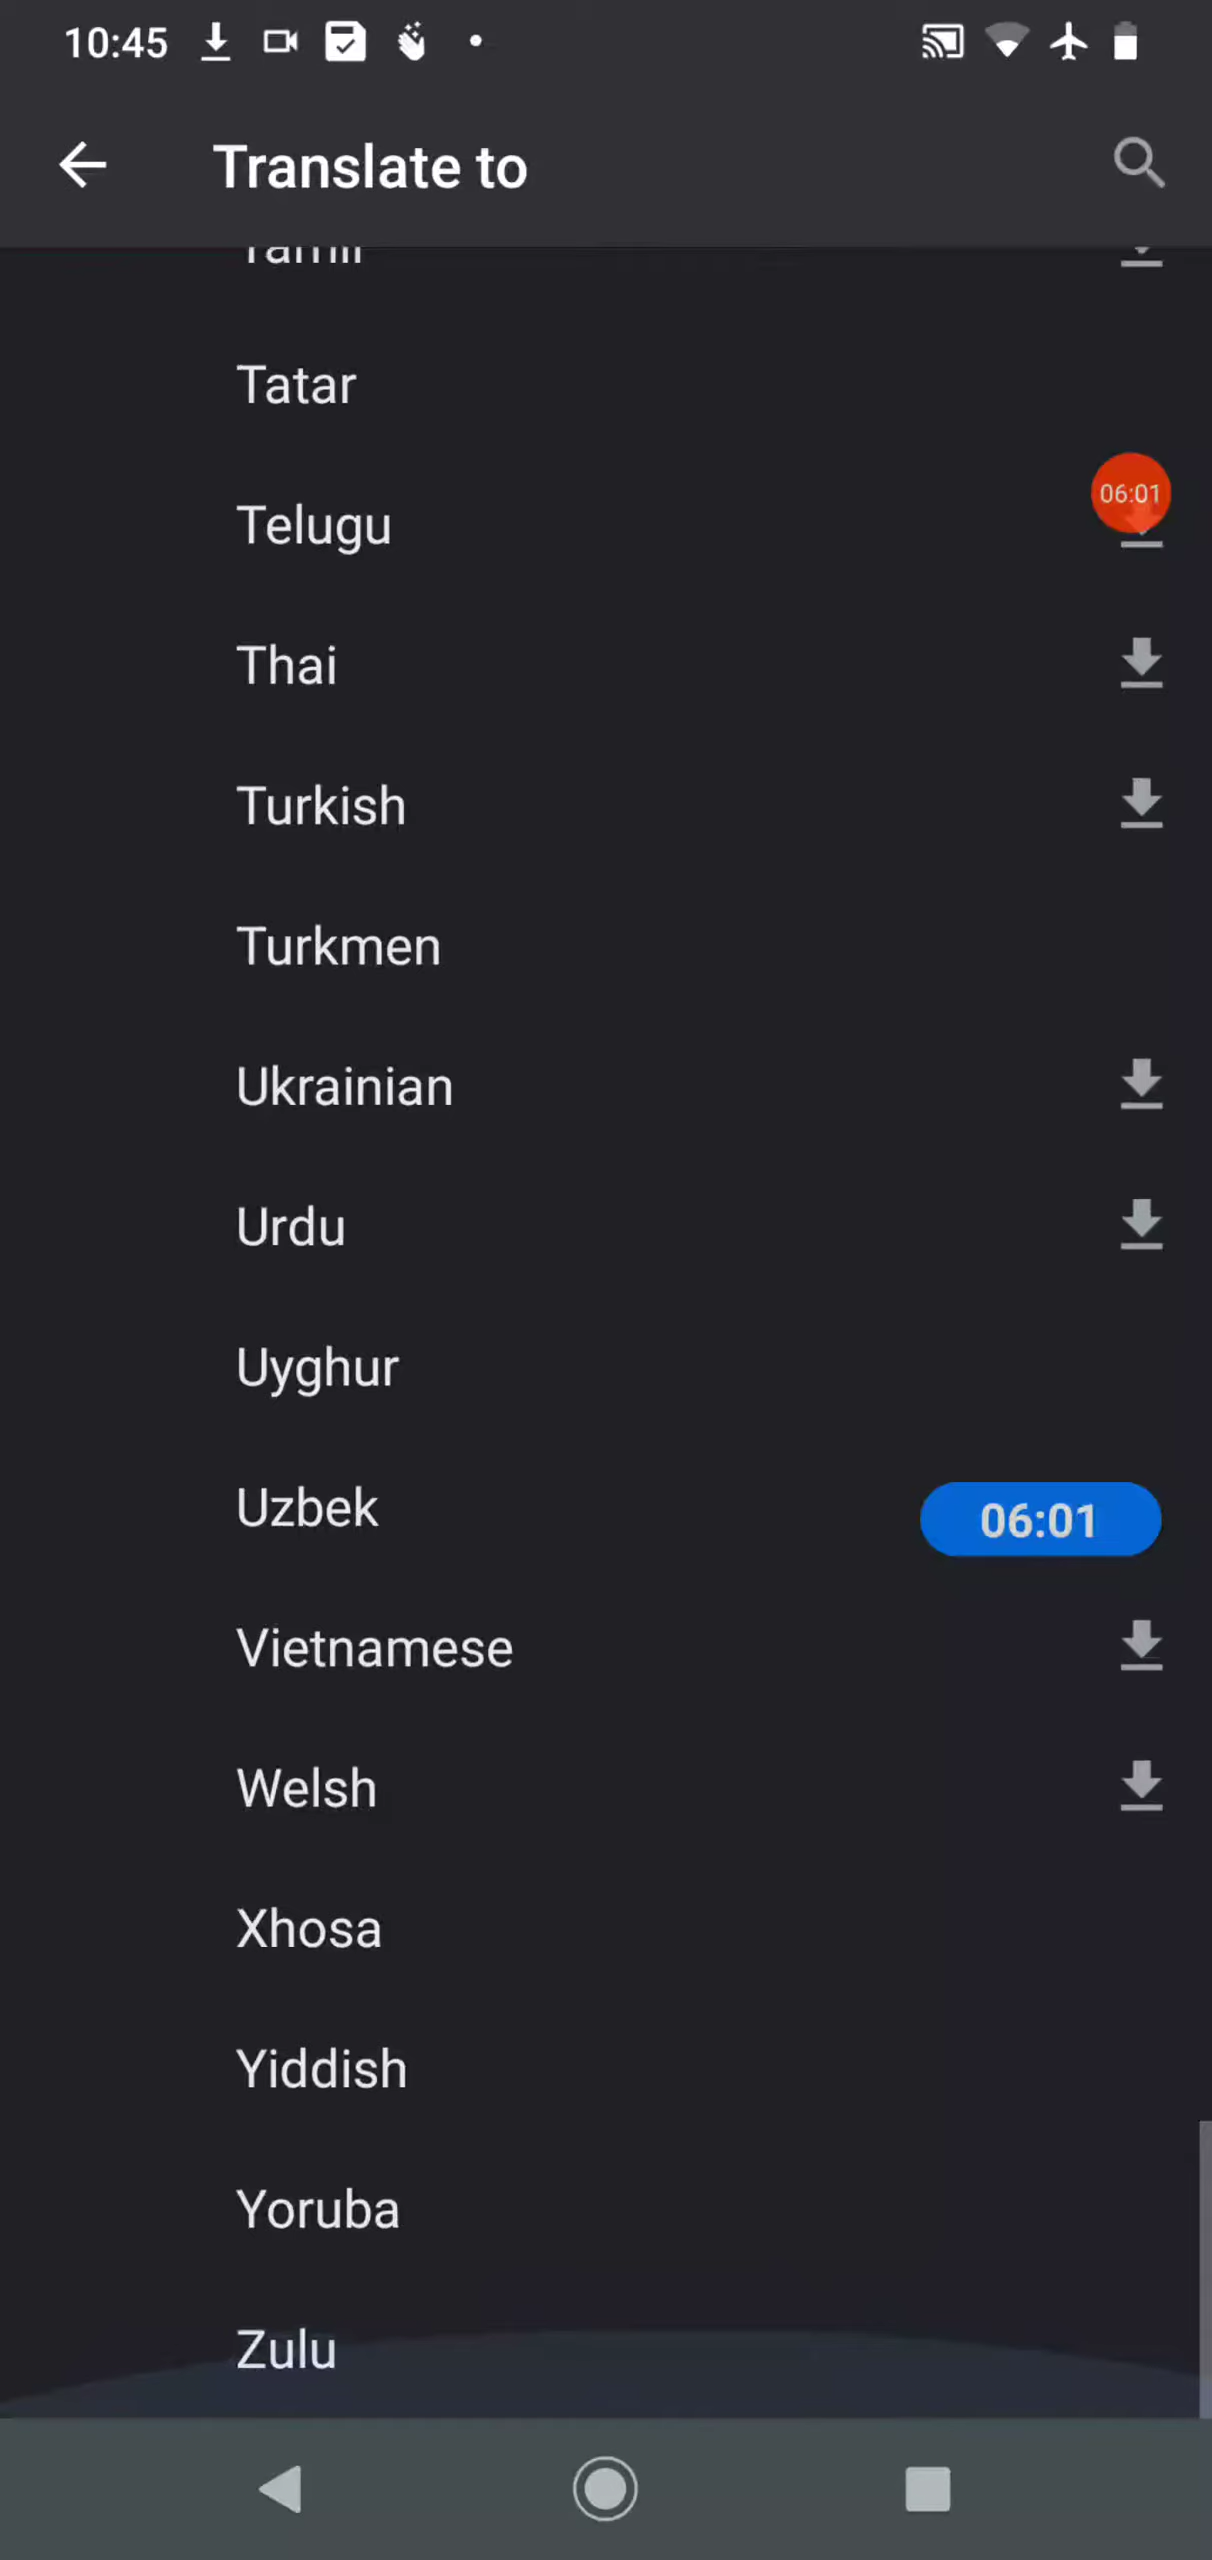 10:45
Translate to
Tamil
Tatar
06:01
Telugu
Thai
Turkish
Turkmen
Ukrainian
Urdu
Uyghur
Uzbek
06:01
Vietnamese
Welsh
Xhosa
Yiddish
Yoruba
Zulu